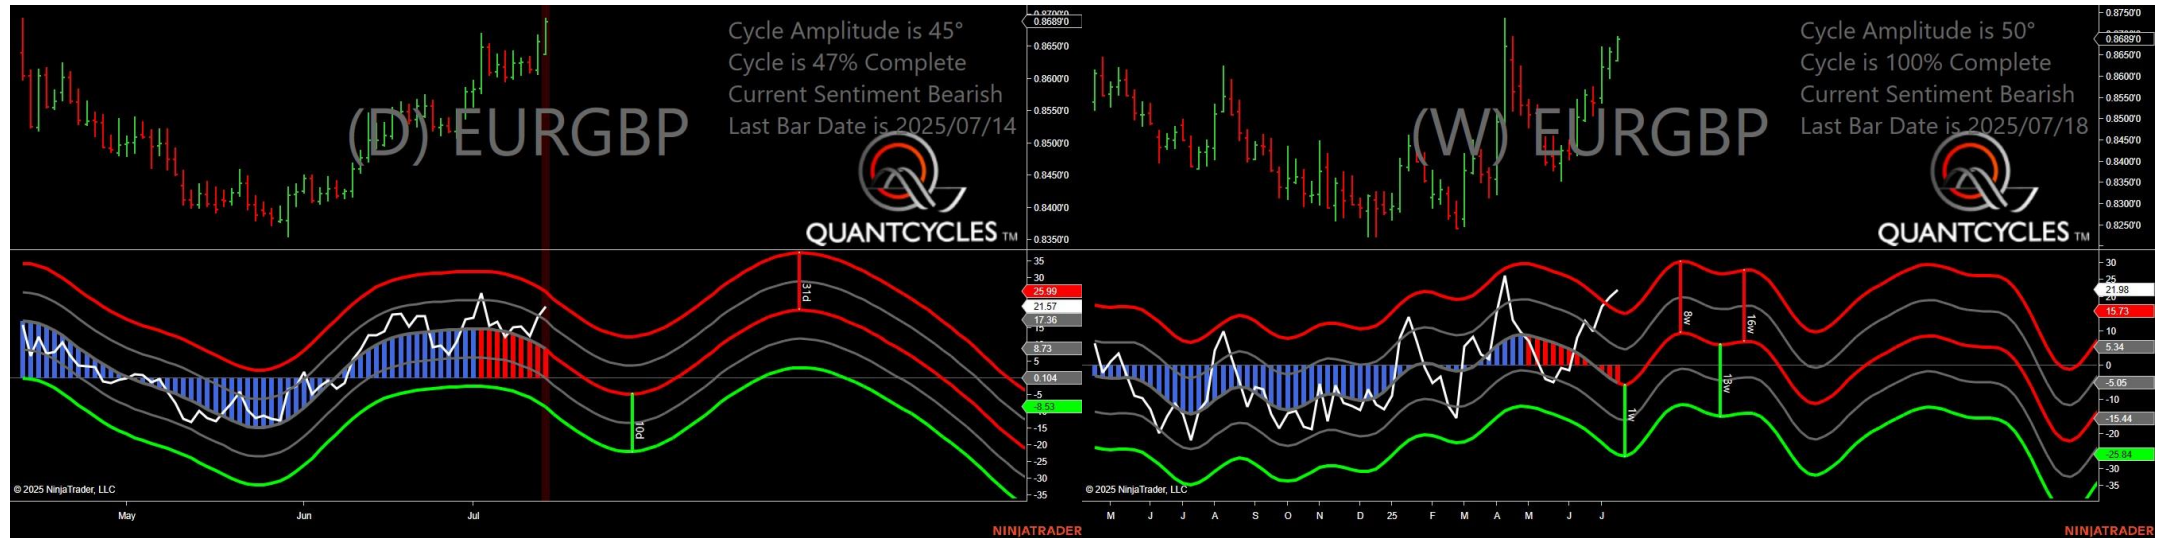 Cycle Amplitude is 45°
Cycle is 47% Complete
Current Sentiment Bearish
Last Bar Date is 2025/07/14
(D) EURGBP
QUANTCYCLES TM
0.8700'0
0.8689'0
0.8650'0
0.8600'0
0.8550'0
0.8500'0
0.8450'0
0.8400'0
0.8350'0
35
30
25.99
21.57
17.36
15
8.73
5
0.104
-5
-8.53
-15
-20
-25
-30
-35
31d
10d
© 2025 NinjaTrader, LLC
May
Jun
Jul
NINJATRADER
Cycle Amplitude is 50°
Cycle is 100% Complete
Current Sentiment Bearish
Last Bar Date is 2025/07/18
(W) EURGBP
QUANTCYCLES TM
0.8750'0
0.8689'0
0.8650'0
0.8600'0
0.8550'0
0.8500'0
0.8450'0
0.8400'0
0.8350'0
0.8300'0
0.8250'0
30
25
21.98
20
15.73
10
5.34
0
-5.05
-10
-15.44
-20
-25.84
-30
-35
8w
16w
13w
1w
© 2025 NinjaTrader, LLC
M J J A S O N D 25 F M A M J J
NINJATRADER